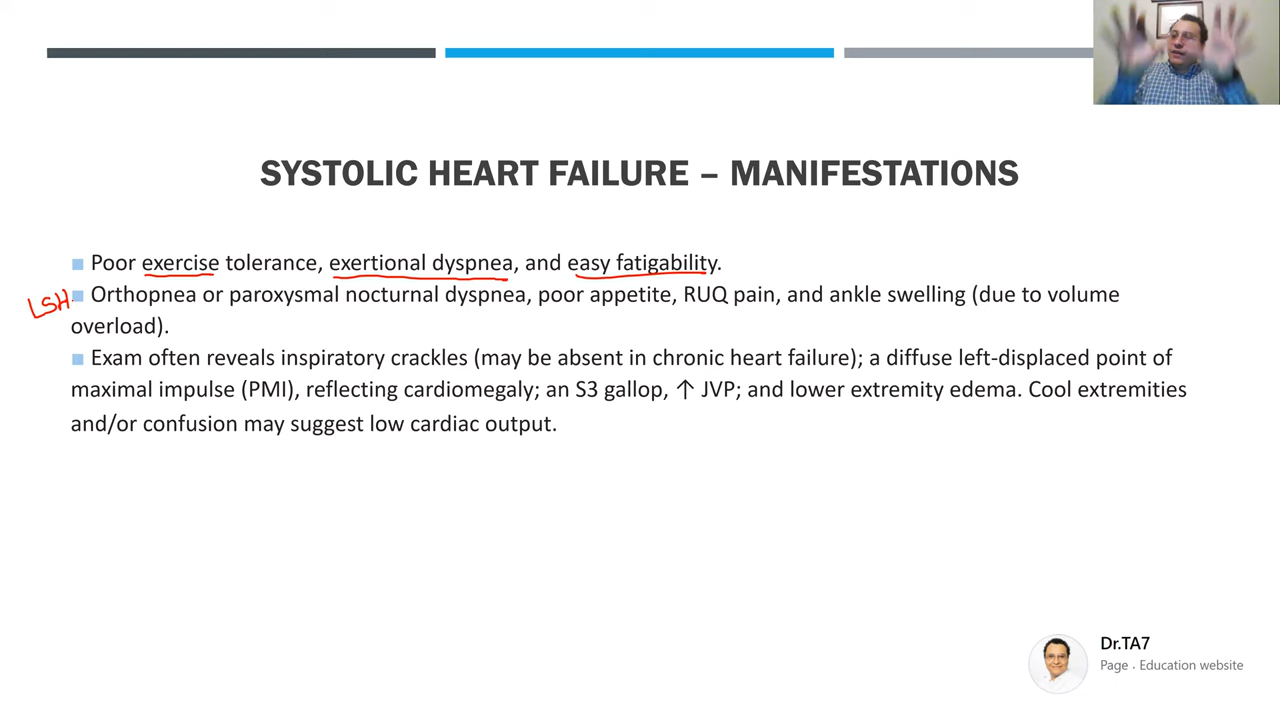 SYSTOLIC HEART FAILURE – MANIFESTATIONS
■ Poor exercise tolerance, exertional dyspnea, and easy fatigability.
LSH
■ Orthopnea or paroxysmal nocturnal dyspnea, poor appetite, RUQ pain, and ankle swelling (due to volume
overload).
■ Exam often reveals inspiratory crackles (may be absent in chronic heart failure); a diffuse left-displaced point of
maximal impulse (PMI), reflecting cardiomegaly; an S3 gallop, ↑ JVP; and lower extremity edema. Cool extremities
and/or confusion may suggest low cardiac output.
Dr.TA7
Page · Education website